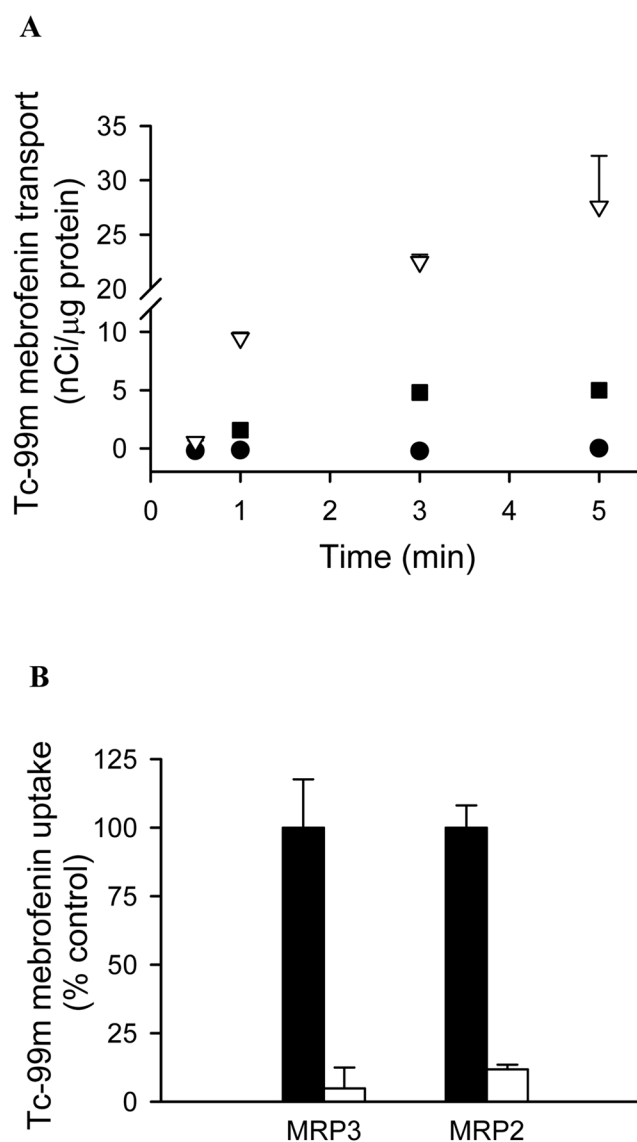 A
Tc-99m mebrofenin transport
(nCi/µg protein)
35
30
25
20
10
5
0
0 1 2 3 4 5
Time (min)
B
Tc-99m mebrofenin uptake
(% control)
125
100
75
50
25
0
MRP3 MRP2